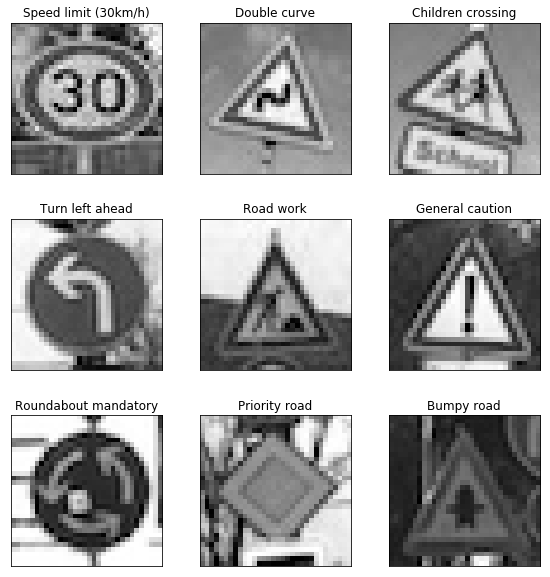 Speed limit (30km/h)
Double curve
Children crossing
30
School
Turn left ahead
Road work
General caution
Roundabout mandatory
Priority road
Bumpy road